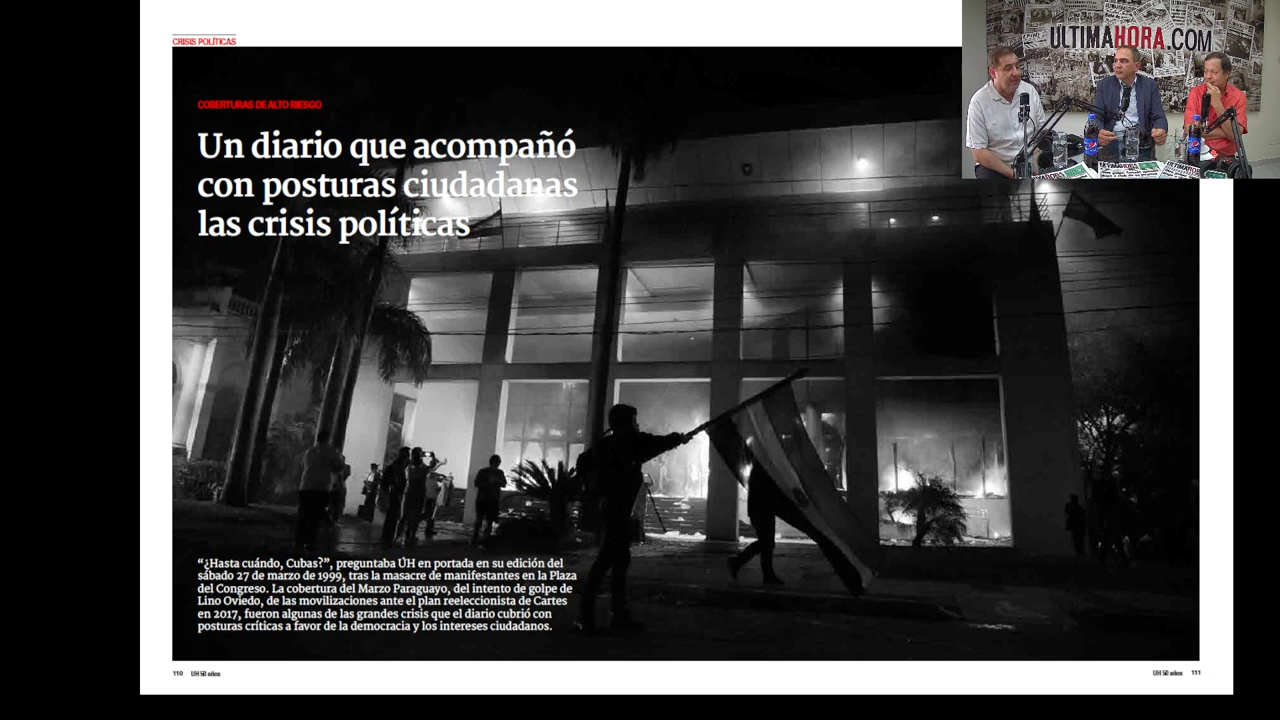 CRISIS POLÍTICAS
COBERTURAS DE ALTO RIESGO
Un diario que acompañó
con posturas ciudadanas
las crisis políticas
“¿Hasta cuándo, Cubas?”, preguntaba ÚH en portada en su edición del
sábado 27 de marzo de 1999, tras la masacre de manifestantes en la Plaza
del Congreso. La cobertura del Marzo Paraguayo, del intento de golpe de
Lino Oviedo, de las movilizaciones ante el plan reeleccionista de Cartes
en 2017, fueron algunas de las grandes crisis que el diario cubrió con
posturas críticas a favor de la democracia y los intereses ciudadanos.
110 UH 50 años
UH 50 años 111
ULTIMAHORA.COM